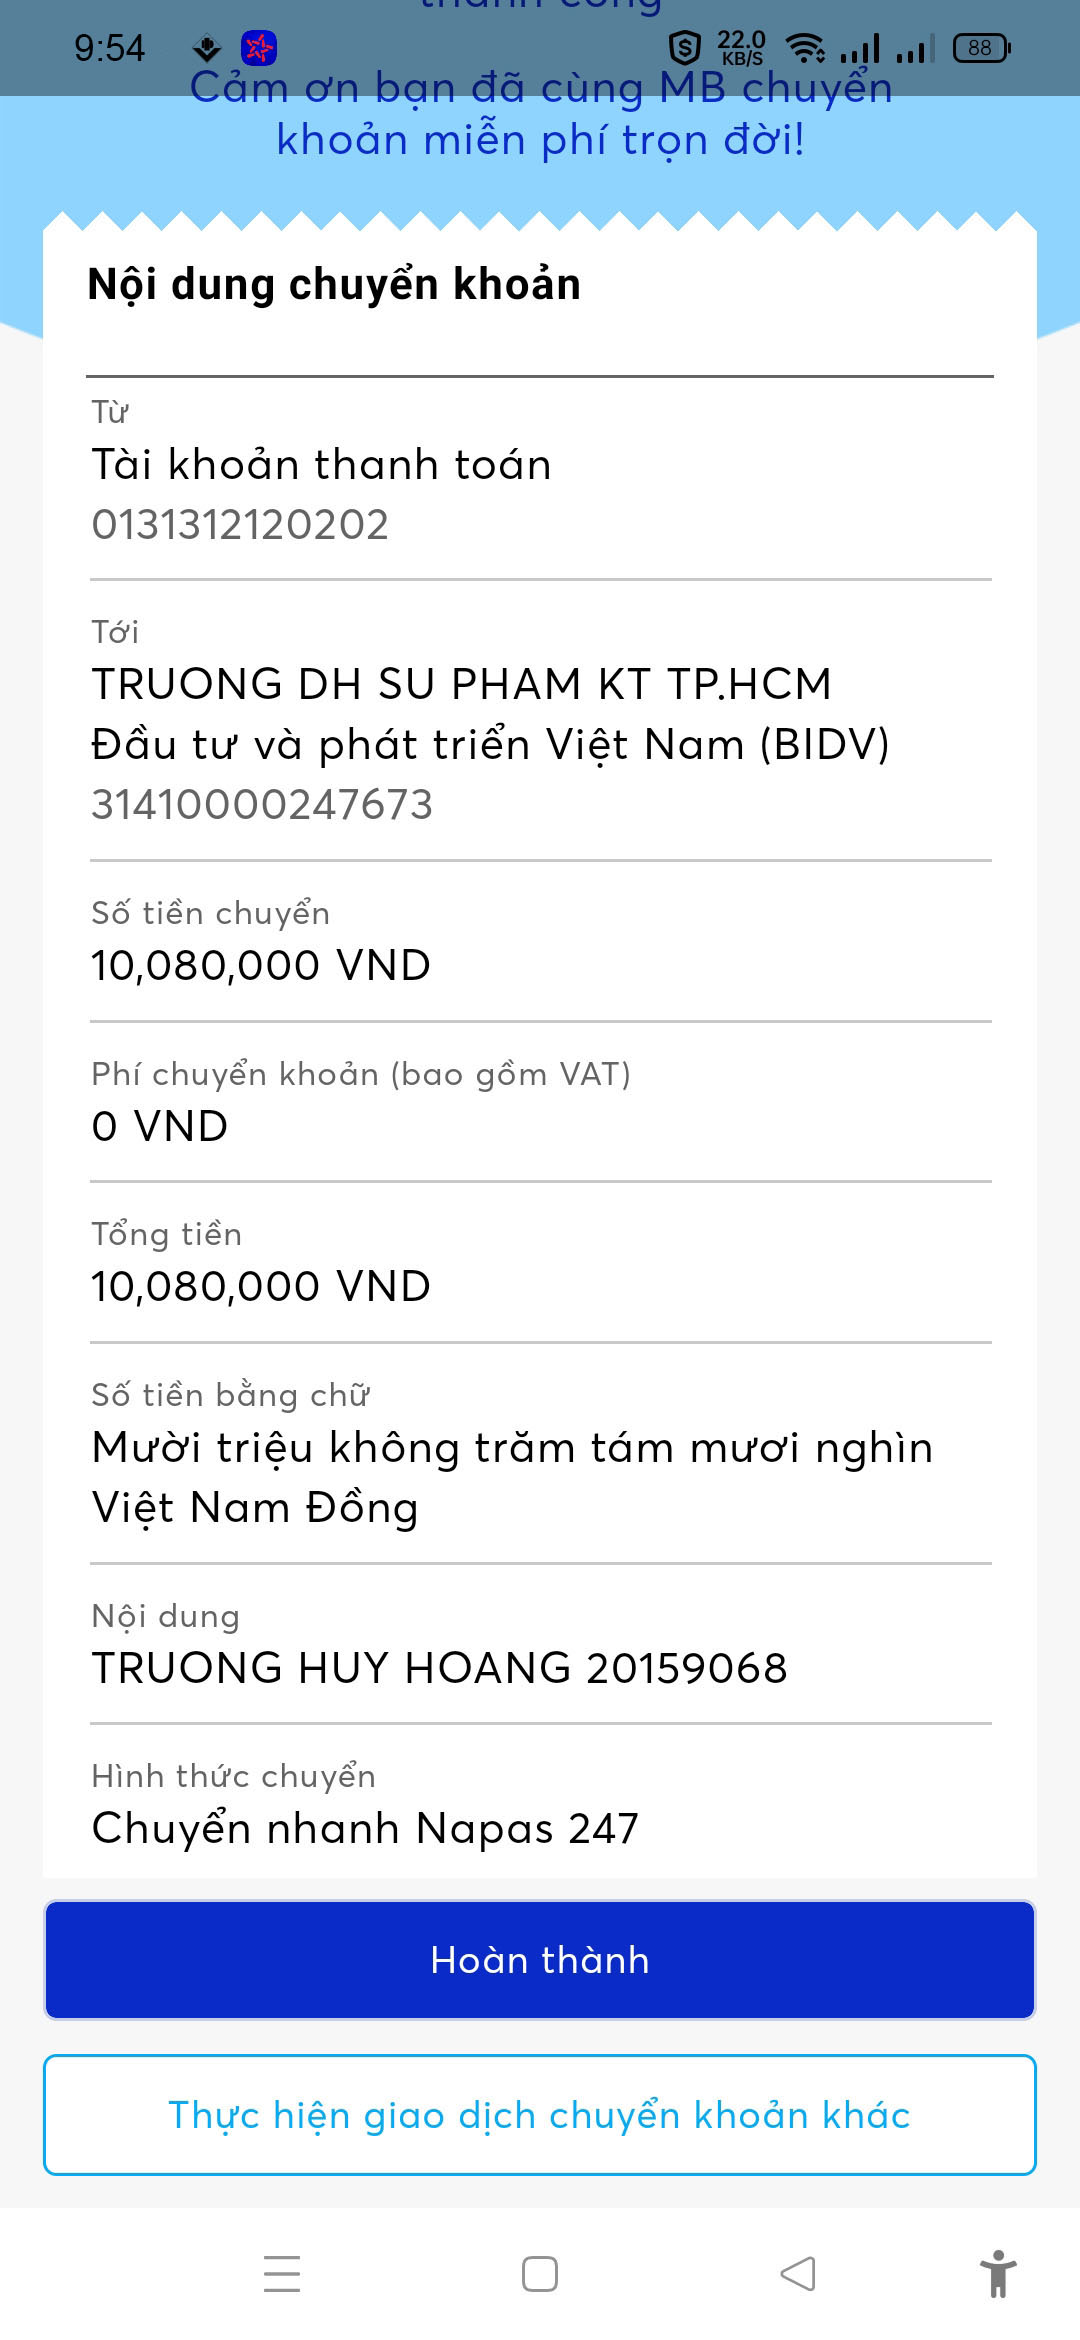 thành công
9:54
22.0
KB/S
88
Cảm ơn bạn đã cùng MB chuyển
khoản miễn phí trọn đời!
Nội dung chuyển khoản
Từ
Tài khoản thanh toán
0131312120202
Tới
TRUONG DH SU PHAM KT TP.HCM
Đầu tư và phát triển Việt Nam (BIDV)
31410000247673
Số tiền chuyển
10,080,000 VND
Phí chuyển khoản (bao gồm VAT)
0 VND
Tổng tiền
10,080,000 VND
Số tiền bằng chữ
Mười triệu không trăm tám mươi nghìn
Việt Nam Đồng
Nội dung
TRUONG HUY HOANG 20159068
Hình thức chuyển
Chuyển nhanh Napas 247
Hoàn thành
Thực hiện giao dịch chuyển khoản khác